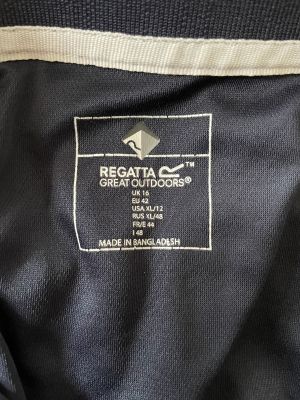 REGATTA R™
GREAT OUTDOORS®
UK 16
EU 42
USA XL/12
RUS XL/48
FR/E 44
I 48
MADE IN BANGLADESH